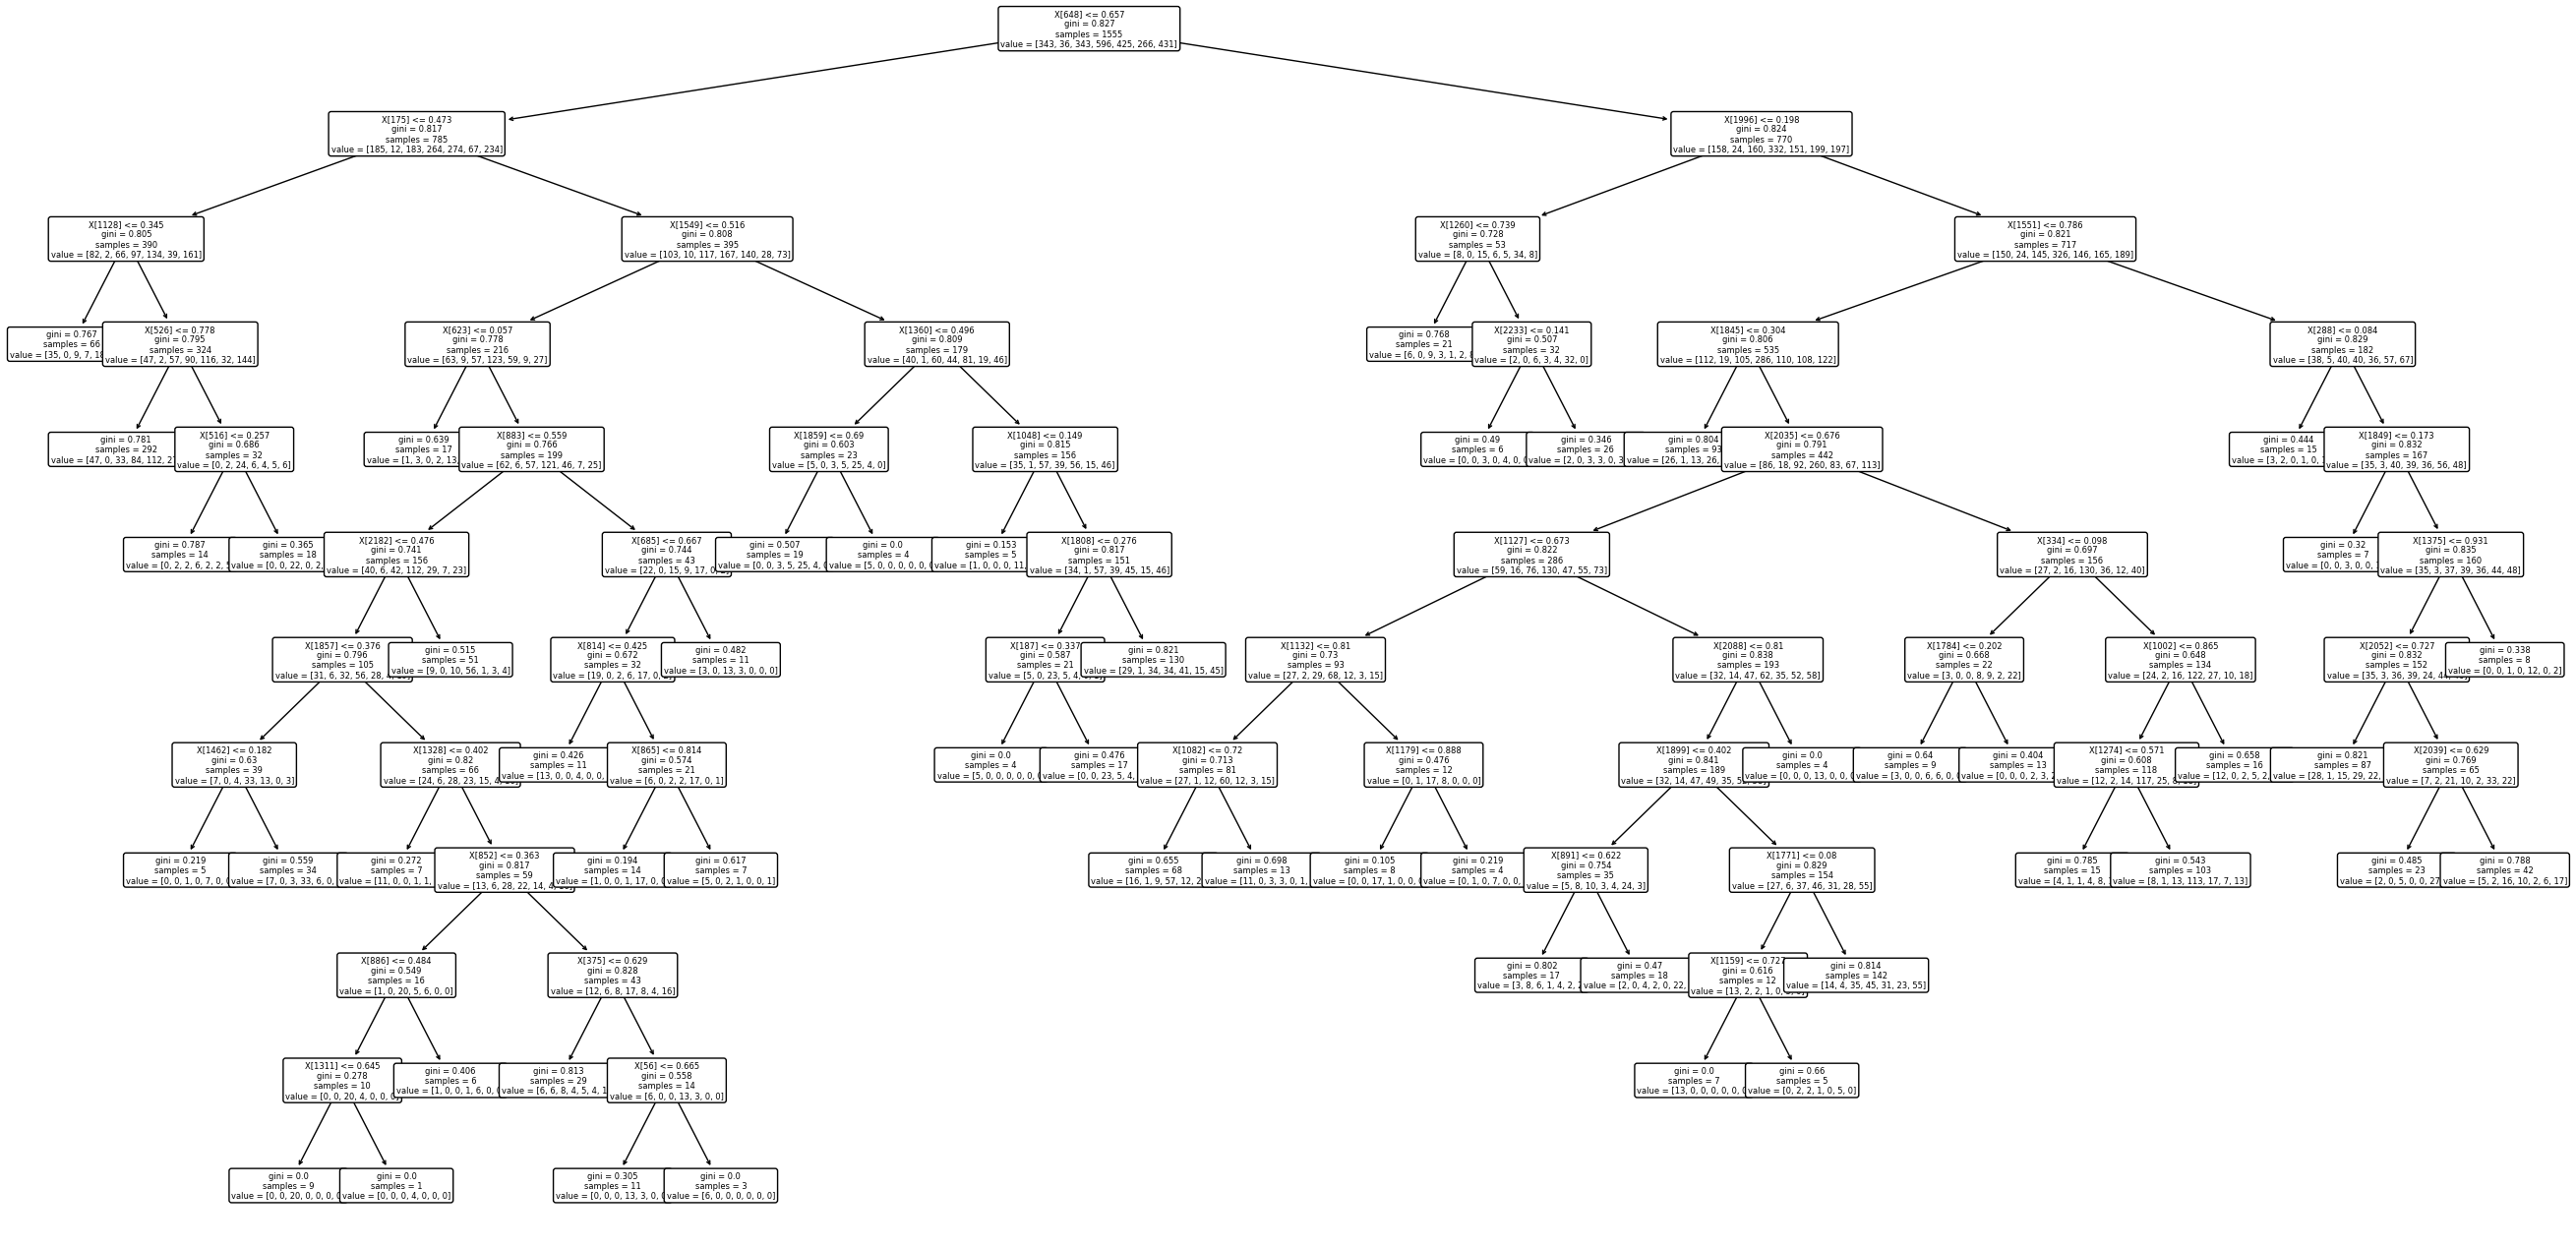 X[648] <= 0.657
gini = 0.827
samples = 1555
value = [343, 36, 343, 596, 425, 266, 431]
X[175] <= 0.473
gini = 0.817
samples = 785
value = [185, 12, 183, 264, 274, 67, 234]
X[1996] <= 0.198
gini = 0.824
samples = 770
value = [158, 24, 160, 332, 151, 199, 197]
X[1128] <= 0.345
gini = 0.805
samples = 390
value = [82, 2, 66, 97, 134, 39, 161]
X[1549] <= 0.516
gini = 0.808
samples = 395
value = [103, 10, 117, 167, 140, 28, 73]
X[1260] <= 0.739
gini = 0.728
samples = 53
value = [8, 0, 15, 6, 5, 34, 8]
X[1551] <= 0.786
gini = 0.821
samples = 717
value = [150, 24, 145, 326, 146, 165, 189]
gini = 0.767
samples = 66
value = [35, 0, 9, 7,
X[526] <= 0.778
gini = 0.795
samples = 324
value = [47, 2, 57, 90, 116, 32, 144]
X[623] <= 0.057
gini = 0.778
samples = 216
value = [63, 9, 57, 123, 59, 9, 27]
X[1360] <= 0.496
gini = 0.809
samples = 179
value = [40, 1, 60, 44, 81, 19, 46]
gini = 0.768
samples = 21
value = [6, 0, 9, 3, 1, 2,
X[2233] <= 0.141
gini = 0.507
samples = 32
value = [2, 0, 6, 3, 4, 32, 0]
X[1845] <= 0.304
gini = 0.806
samples = 535
value = [112, 19, 105, 286, 110, 108, 122]
X[288] <= 0.084
gini = 0.829
samples = 182
value = [38, 5, 40, 40, 36, 57, 67]
gini = 0.781
samples = 292
value = [47, 0, 33, 84, 112,
X[516] <= 0.257
gini = 0.686
samples = 32
value = [0, 2, 24, 6, 4, 5, 6]
gini = 0.639
samples = 17
value = [1, 3, 0, 2, 13,
X[883] <= 0.559
gini = 0.766
samples = 199
value = [62, 6, 57, 121, 46, 7, 25]
X[1859] <= 0.69
gini = 0.603
samples = 23
value = [5, 0, 3, 5, 25, 4, 0]
X[1048] <= 0.149
gini = 0.815
samples = 156
value = [35, 1, 57, 39, 56, 15, 46]
gini = 0.49
samples = 6
value = [0, 0, 3, 0, 4, 0,
gini = 0.346
samples = 26
value = [2, 0, 3, 3, 0,
gini = 0.804
samples = 93
value = [26, 1, 13, 26,
X[2035] <= 0.676
gini = 0.791
samples = 442
value = [86, 18, 92, 260, 83, 67, 113]
gini = 0.444
samples = 15
value = [3, 2, 0, 1, 0,
X[1849] <= 0.173
gini = 0.832
samples = 167
value = [35, 3, 40, 39, 36, 56, 48]
gini = 0.787
samples = 14
value = [0, 2, 2, 6, 2, 2,
gini = 0.365
samples = 18
value = [0, 0, 22, 0, 2,
X[2182] <= 0.476
gini = 0.741
samples = 156
value = [40, 6, 42, 112, 29, 7, 23]
X[685] <= 0.667
gini = 0.744
samples = 43
value = [22, 0, 15, 9, 17, 0,
gini = 0.507
samples = 19
value = [0, 0, 3, 5, 25, 4,
gini = 0.0
samples = 4
value = [5, 0, 0, 0, 0, 0,
gini = 0.153
samples = 5
value = [1, 0, 0, 0, 11,
X[1808] <= 0.276
gini = 0.817
samples = 151
value = [34, 1, 57, 39, 45, 15, 46]
X[1127] <= 0.673
gini = 0.822
samples = 286
value = [59, 16, 76, 130, 47, 55, 73]
X[334] <= 0.098
gini = 0.697
samples = 156
value = [27, 2, 16, 130, 36, 12, 40]
gini = 0.32
samples = 7
value = [0, 0, 3, 0, 0,
X[1375] <= 0.931
gini = 0.835
samples = 160
value = [35, 3, 37, 39, 36, 44, 48]
X[1857] <= 0.376
gini = 0.796
samples = 105
value = [31, 6, 32, 56, 28,
gini = 0.515
samples = 51
value = [9, 0, 10, 56, 1, 3, 4]
X[814] <= 0.425
gini = 0.672
samples = 32
value = [19, 0, 2, 6, 17, 0,
gini = 0.482
samples = 11
value = [3, 0, 13, 3, 0, 0, 0]
X[187] <= 0.337
gini = 0.587
samples = 21
value = [5, 0, 23, 5, 4,
gini = 0.821
samples = 130
value = [29, 1, 34, 34, 41, 15, 45]
X[1132] <= 0.81
gini = 0.73
samples = 93
value = [27, 2, 29, 68, 12, 3, 15]
X[2088] <= 0.81
gini = 0.838
samples = 193
value = [32, 14, 47, 62, 35, 52, 58]
X[1784] <= 0.202
gini = 0.668
samples = 22
value = [3, 0, 0, 8, 9, 2, 22]
X[1002] <= 0.865
gini = 0.648
samples = 134
value = [24, 2, 16, 122, 27, 10, 18]
X[2052] <= 0.727
gini = 0.832
samples = 152
value = [35, 3, 36, 39, 24,
gini = 0.338
samples = 8
value = [0, 0, 1, 0, 12, 0, 2]
X[1462] <= 0.182
gini = 0.63
samples = 39
value = [7, 0, 4, 33, 13, 0, 3]
X[1328] <= 0.402
gini = 0.82
samples = 66
value = [24, 6, 28, 23, 15, 4,
gini = 0.426
samples = 11
value = [13, 0, 0, 4, 0, 0,
X[865] <= 0.814
gini = 0.574
samples = 21
value = [6, 0, 2, 2, 17, 0, 1]
gini = 0.0
samples = 4
value = [5, 0, 0, 0, 0, 0,
gini = 0.476
samples = 17
value = [0, 0, 23, 5, 4,
X[1082] <= 0.72
gini = 0.713
samples = 81
value = [27, 1, 12, 60, 12, 3, 15]
X[1179] <= 0.888
gini = 0.476
samples = 12
value = [0, 1, 17, 8, 0, 0, 0]
X[1899] <= 0.402
gini = 0.841
samples = 189
value = [32, 14, 47, 49, 35,
gini = 0.0
samples = 4
value = [0, 0, 0, 13, 0, 0,
gini = 0.64
samples = 9
value = [3, 0, 0, 6, 6, 0,
gini = 0.404
samples = 13
value = [0, 0, 0, 2, 3,
X[1274] <= 0.571
gini = 0.608
samples = 118
value = [12, 2, 14, 117, 25,
gini = 0.658
samples = 16
value = [12, 0, 2, 5, 2,
gini = 0.821
samples = 87
value = [28, 1, 15, 29, 22,
X[2039] <= 0.629
gini = 0.769
samples = 65
value = [7, 2, 21, 10, 2, 33, 22]
gini = 0.219
samples = 5
value = [0, 0, 1, 0, 7, 0,
gini = 0.559
samples = 34
value = [7, 0, 3, 33, 6, 0,
gini = 0.272
samples = 7
value = [11, 0, 0, 1, 1,
X[852] <= 0.363
gini = 0.817
samples = 59
value = [13, 6, 28, 22, 14, 4,
gini = 0.194
samples = 14
value = [1, 0, 0, 1, 17, 0,
gini = 0.617
samples = 7
value = [5, 0, 2, 1, 0, 0, 1]
gini = 0.655
samples = 68
value = [16, 1, 9, 57, 12,
gini = 0.698
samples = 13
value = [11, 0, 3, 3, 0, 1,
gini = 0.105
samples = 8
value = [0, 0, 17, 1, 0, 0,
gini = 0.219
samples = 4
value = [0, 1, 0, 7, 0, 0,
X[891] <= 0.622
gini = 0.754
samples = 35
value = [5, 8, 10, 3, 4, 24, 3]
X[1771] <= 0.08
gini = 0.829
samples = 154
value = [27, 6, 37, 46, 31, 28, 55]
gini = 0.785
samples = 15
value = [4, 1, 1, 4, 8,
gini = 0.543
samples = 103
value = [8, 1, 13, 113, 17, 7, 13]
gini = 0.485
samples = 23
value = [2, 0, 5, 0, 0, 27
gini = 0.788
samples = 42
value = [5, 2, 16, 10, 2, 6, 17]
X[886] <= 0.484
gini = 0.549
samples = 16
value = [1, 0, 20, 5, 6, 0, 0]
X[375] <= 0.629
gini = 0.828
samples = 43
value = [12, 6, 8, 17, 8, 4, 16]
gini = 0.802
samples = 17
value = [3, 8, 6, 1, 4, 2,
gini = 0.47
samples = 18
value = [2, 0, 4, 2, 0, 22,
X[1159] <= 0.727
gini = 0.616
samples = 12
value = [13, 2, 2, 1, 0,
gini = 0.814
samples = 142
value = [14, 4, 35, 45, 31, 23, 55]
X[1311] <= 0.645
gini = 0.278
samples = 10
value = [0, 0, 20, 4, 0, 0, 0]
gini = 0.406
samples = 6
value = [1, 0, 0, 1, 6, 0,
gini = 0.813
samples = 29
value = [6, 6, 8, 4, 5, 4,
X[56] <= 0.665
gini = 0.558
samples = 14
value = [6, 0, 0, 13, 3, 0, 0]
gini = 0.0
samples = 7
value = [13, 0, 0, 0, 0, 0,
gini = 0.66
samples = 5
value = [0, 2, 2, 1, 0, 5, 0]
gini = 0.0
samples = 9
value = [0, 0, 20, 0, 0, 0,
gini = 0.0
samples = 1
value = [0, 0, 0, 4, 0, 0, 0]
gini = 0.305
samples = 11
value = [0, 0, 0, 13, 3, 0,
gini = 0.0
samples = 3
value = [6, 0, 0, 0, 0, 0, 0]